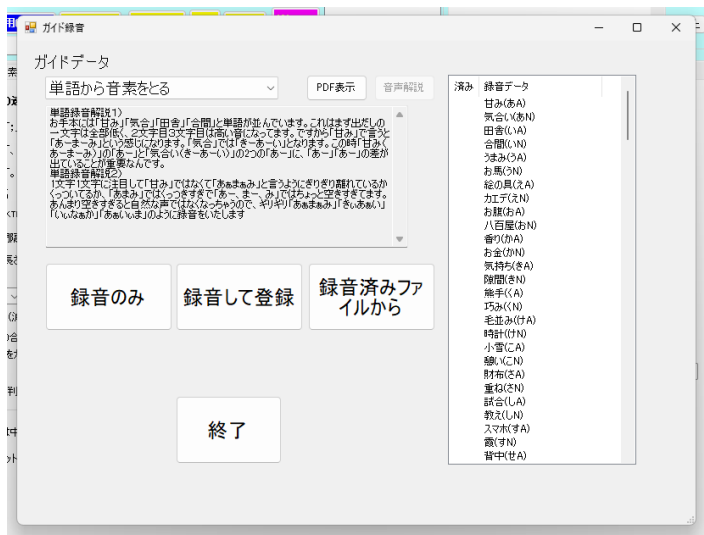 ガイド録音
ガイドデータ
単語から音素をとる
PDF表示
音声解説
単語録音解説1)
お手本には「甘み」「気合」「田舎」「合間」と単語が並んでいます。これはまず出だしの
一文字は全部低く、2文字目3文字目は高い音になってます。ですから「甘み」で言うと
「あーまーみ」という感じになります。「気合」では「きーあーい」となります。この時「甘み(
あーまーみ)」の「あー」と「気合い(きーあーい)」の2つの「あー」に、「あー」「あー」の差が
出ていることが重要なんです。
単語録音解説2)
1文字1文字に注目して「甘み」ではなくて「あぁまぁみ」と言うようにぎりぎり離れているか
くっついてるか、「あまみ」ではくっつきすぎで「あー、まー、み」ではちょっと空きすぎてます。
あんまり空きすぎると自然な声ではなくなっちゃうので、ギリギリ「あぁまぁみ」「きぃあぁい」
「いぃなぁか」「あぁいぃま」のように録音をいたします
録音のみ
録音して登録
録音済みファ
イルから
終了
済み 録音データ
甘み(あA)
気合い(あN)
田舎(いA)
合間(いN)
うまみ(うA)
お馬(うN)
絵の具(えA)
カエデ(えN)
お腹(おA)
八百屋(おN)
香り(かA)
お金(かN)
気持ち(きA)
隙間(きN)
熊手(くA)
巧み(くN)
毛並み(けA)
時計(けN)
小雪(こA)
憩い(こN)
財布(さA)
重ね(さN)
試合(しA)
教え(しN)
スマホ(すA)
霞(すN)
背中(せA)